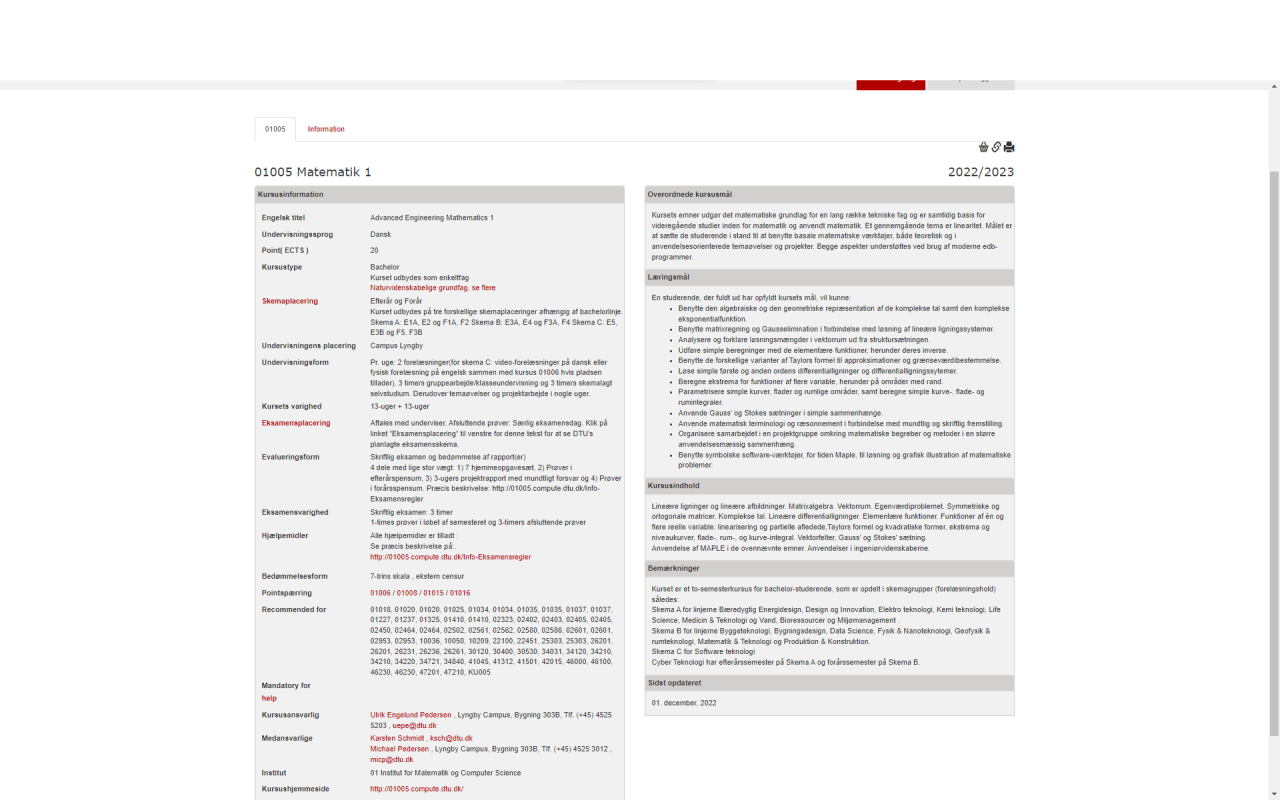 01005
Information
01005 Matematik 1
2022/2023
Kursusinformation
Engelsk titel
Advanced Engineering Mathematics 1
Undervisningssprog
Dansk
Point( ECTS )
20
Kursustype
Bachelor
Kurset udbydes som enkeltfag
Naturvidenskabelige grundfag, se flere
Skemaplacering
Efterår og Forår
Kurset udbydes på tre forskellige skemaplaceringer afhængig af bachelorlinje.
Skema A: E1A, E2 og F1A, F2 Skema B: E3A, E4 og F3A, F4 Skema C: E5,
E3B og F5, F3B
Undervisningens placering
Campus Lyngby
Undervisningsform
Pr. uge: 2 forelæsninger(for skema C: video-forelæsninger på dansk eller
fysisk forelæsning på engelsk sammen med kursus 01006 hvis pladsen
tillader), 3 timers gruppearbejde/klasseundervisning og 3 timers skemalagt
selvstudium. Derudover temaøvelser og projektarbejde i nogle uger.
Kursets varighed
13-uger + 13-uger
Eksamensplacering
Aftales med underviser, Afsluttende prøver: Særlig eksamensdag. Klik på
linket "Eksamensplacering" til venstre for denne tekst for at se DTU's
planlagte eksamensskema.
Evalueringsform
Skriftlig eksamen og bedømmelse af rapport(er)
4 dele med lige stor vægt: 1) 7 hjemmeopgavesæt, 2) Prøver i
efterårspensum, 3) 3-ugers projektrapport med mundtligt forsvar og 4) Prøver
i forårsspensum. Præcis beskrivelse: http://01005.compute.dtu.dk/Info-
Eksamensregler
Eksamensvarighed
Skriftlig eksamen: 3 timer
1-times prøver i løbet af semesteret og 3-timers afsluttende prøver
Hjælpemidler
Alle hjælpemidler er tilladt :
Se præcis beskrivelse på:
http://01005.compute.dtu.dk/Info-Eksamensregler
Bedømmelsesform
7-trins skala , ekstern censur
Pointspærring
01006 / 01008 / 01015 / 01016
Recommended for
01018, 01020, 01020, 01025, 01034, 01034, 01035, 01035, 01037, 01037,
01227, 01237, 01325, 01410, 01410, 02323, 02402, 02403, 02405, 02405,
02450, 02464, 02464, 02502, 02561, 02562, 02580, 02586, 02601, 02601,
02953, 02953, 10036, 10050, 10209, 22100, 22451, 25303, 25303, 26201,
26201, 26231, 26236, 26261, 30120, 30400, 30530, 34031, 34120, 34210,
34210, 34220, 34721, 34840, 41045, 41312, 41501, 42015, 46000, 46100,
46230, 46230, 47201, 47210, KU005
Mandatory for
help
Kursusansvarlig
Ulrik Engelund Pedersen , Lyngby Campus, Bygning 303B, Tlf. (+45) 4525
5203 , uepe@dtu.dk
Medansvarlige
Karsten Schmidt , ksch@dtu.dk
Michael Pedersen , Lyngby Campus, Bygning 303B, Tlf. (+45) 4525 3012 ,
micp@dtu.dk
Institut
01 Institut for Matematik og Computer Science
Kursushjemmeside
http://01005.compute.dtu.dk/
Overordnede kursusmål
Kursets emner udgør det matematiske grundlag for en lang række tekniske fag og er samtidig basis for
videregående studier inden for matematik og anvendt matematik. Et gennemgående tema er linearitet. Målet er
at sætte de studerende i stand til at benytte basale matematiske værktøjer, både teoretisk og i
anvendelsesorienterede temaøvelser og projekter. Begge aspekter understøttes ved brug af moderne edb-
programmer.
Læringsmål
En studerende, der fuldt ud har opfyldt kursets mål, vil kunne:
• Benytte den algebraiske og den geometriske repræsentation af de komplekse tal samt den komplekse
eksponentialfunktion.
• Benytte matrixregning og Gausselimination i forbindelse med løsning af lineære ligningssystemer.
• Analysere og forklare løsningsmængder i vektorrum ud fra struktursætningen.
• Udføre simple beregninger med de elementære funktioner, herunder deres inverse.
• Benytte de forskellige varianter af Taylors formel til approksimationer og grænseværdibestemmelse.
• Løse simple første og anden ordens differentialligninger og differentialligningssytemer.
• Beregne ekstrema for funktioner af flere variable, herunder på områder med rand.
• Parametrisere simple kurver, flader og rumlige områder, samt beregne simple kurve-, flade- og
rumintegraler.
• Anvende Gauss' og Stokes sætninger i simple sammenhænge.
• Anvende matematisk terminologi og ræsonnement i forbindelse med mundtlig og skriftlig fremstilling.
• Organisere samarbejdet i en projektgruppe omkring matematiske begreber og metoder i en større
anvendelsesmæssig sammenhæng.
• Benytte symbolske software-værktøjer, for tiden Maple, til løsning og grafisk illustration af matematiske
problemer.
Kursusindhold
Lineære ligninger og lineære afbildninger. Matrixalgebra. Vektorrum. Egenværdiproblemet. Symmetriske og
ortogonale matricer. Komplekse tal. Lineære differentialligninger. Elementære funktioner. Funktioner af én og
flere reelle variable: linearisering og partielle afledede,Taylors formel og kvadratiske former, ekstrema og
niveaukurver, flade-, rum-, og kurve-integral. Vektorfelter, Gauss' og Stokes' sætning.
Anvendelse af MAPLE i de ovennævnte emner. Anvendelser i ingeniørvidenskaberne.
Bemærkninger
Kurset er et to-semesterkursus for bachelor-studerende, som er opdelt i skemagrupper (forelæsningshold)
således:
Skema A for linjerne Bæredygtig Energidesign, Design og Innovation, Elektro teknologi, Kemi teknologi, Life
Science, Medicin & Teknologi og Vand, Bioressourcer og Miljømanagement .
Skema B for linjerne Byggeteknologi, Bygningsdesign, Data Science, Fysik & Nanoteknologi, Geofysik &
rumteknologi, Matematik & Teknologi og Produktion & Konstruktion.
Skema C for Software teknologi
Cyber Teknologi har efterårssemester på Skema A og forårssemester på Skema B.
Sidst opdateret
01. december, 2022